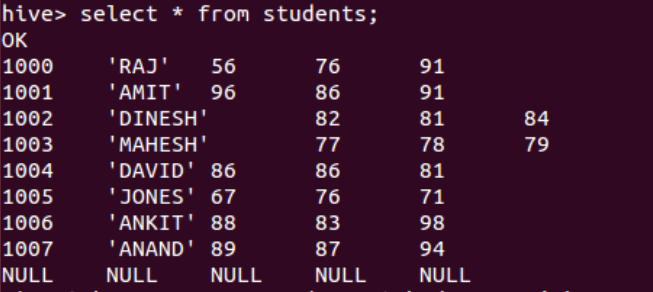 hive> select * from students;
OK
1000 'RAJ' 56 76 91
1001 'AMIT' 96 86 91
1002 'DINESH' 82 81 84
1003 'MAHESH' 77 78 79
1004 'DAVID' 86 86 81
1005 'JONES' 67 76 71
1006 'ANKIT' 88 83 98
1007 'ANAND' 89 87 94
NULL NULL NULL NULL NULL